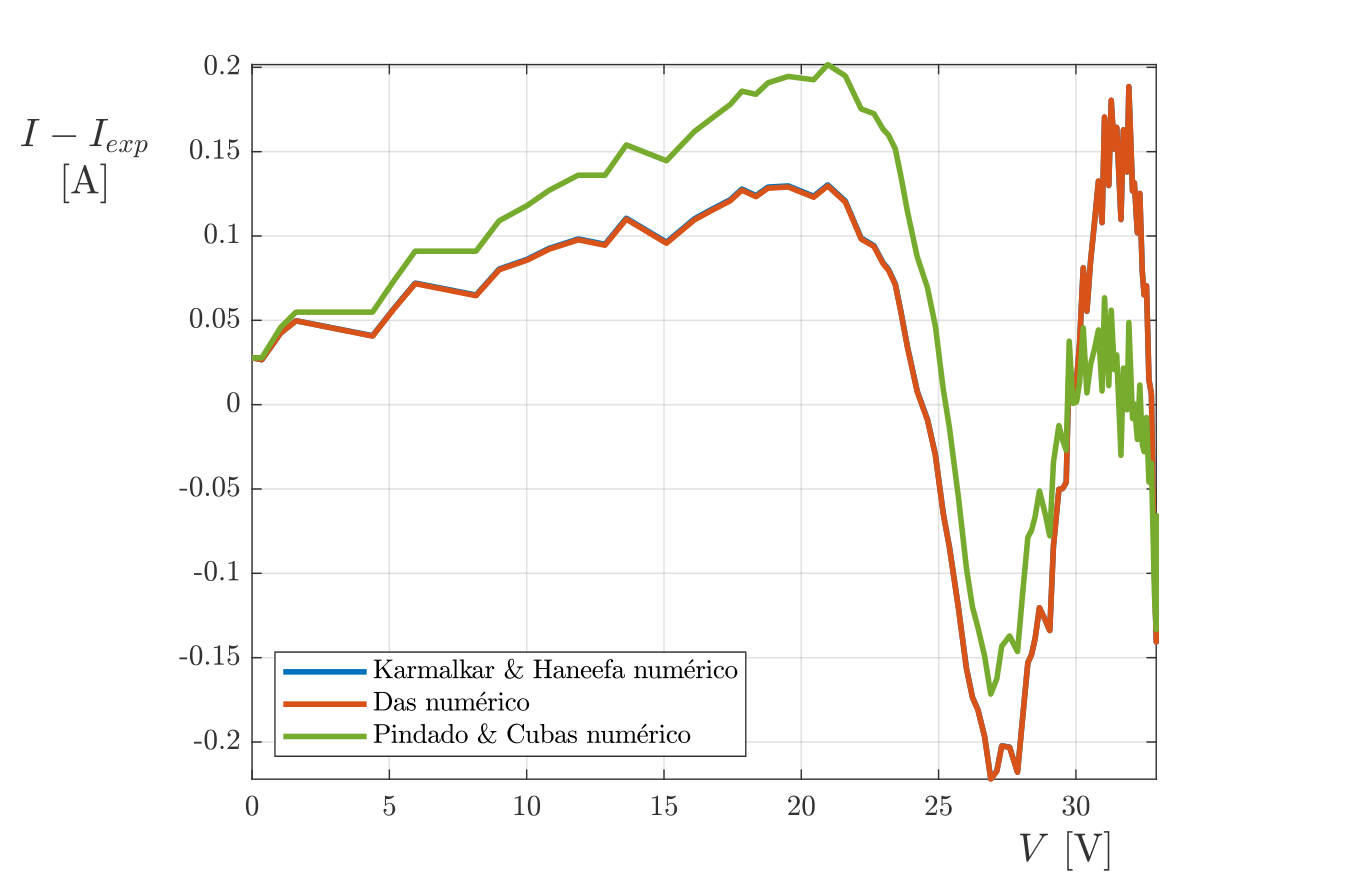 I − I_exp
[A]
0.2
0.15
0.1
0.05
0
-0.05
-0.1
-0.15
-0.2
Karmalkar & Haneefa numérico
Das numérico
Pindado & Cubas numérico
0 5 10 15 20 25 30
V [V]